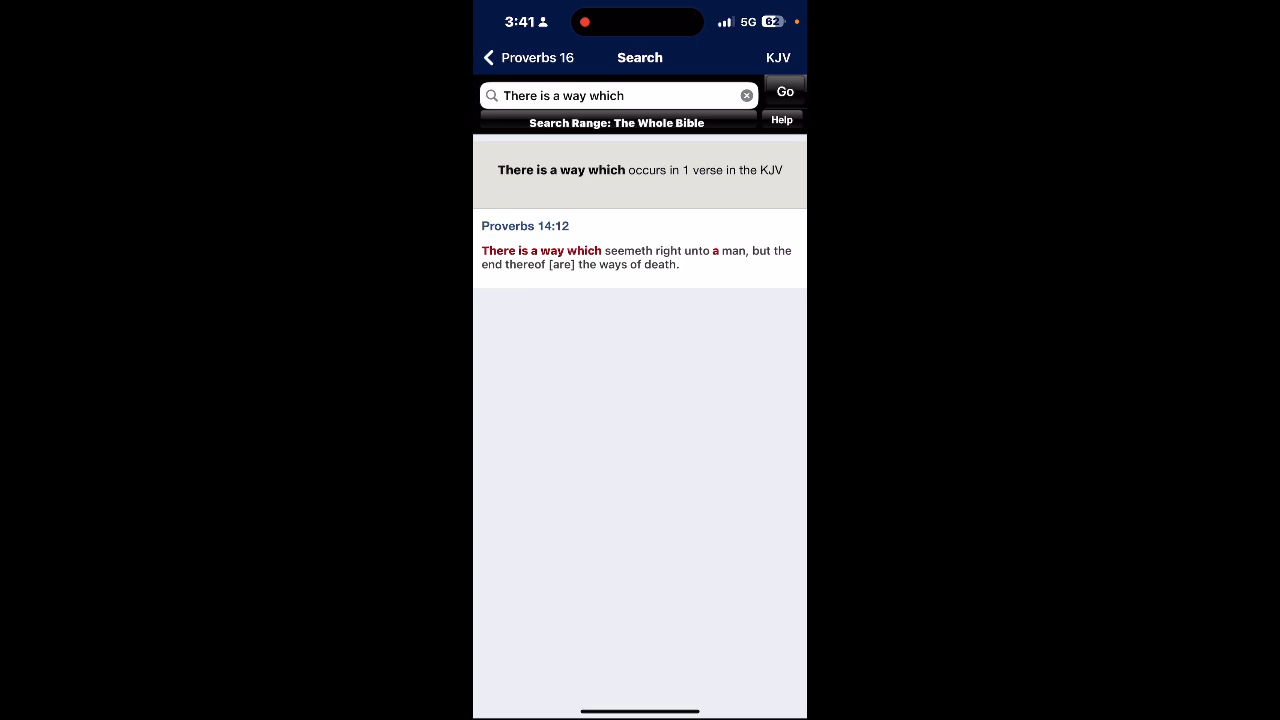 3:41 5G 62
Proverbs 16 Search KJV
There is a way which Go
Search Range: The Whole Bible Help
There is a way which occurs in 1 verse in the KJV
Proverbs 14:12
There is a way which seemeth right unto a man, but the
end thereof [are] the ways of death.